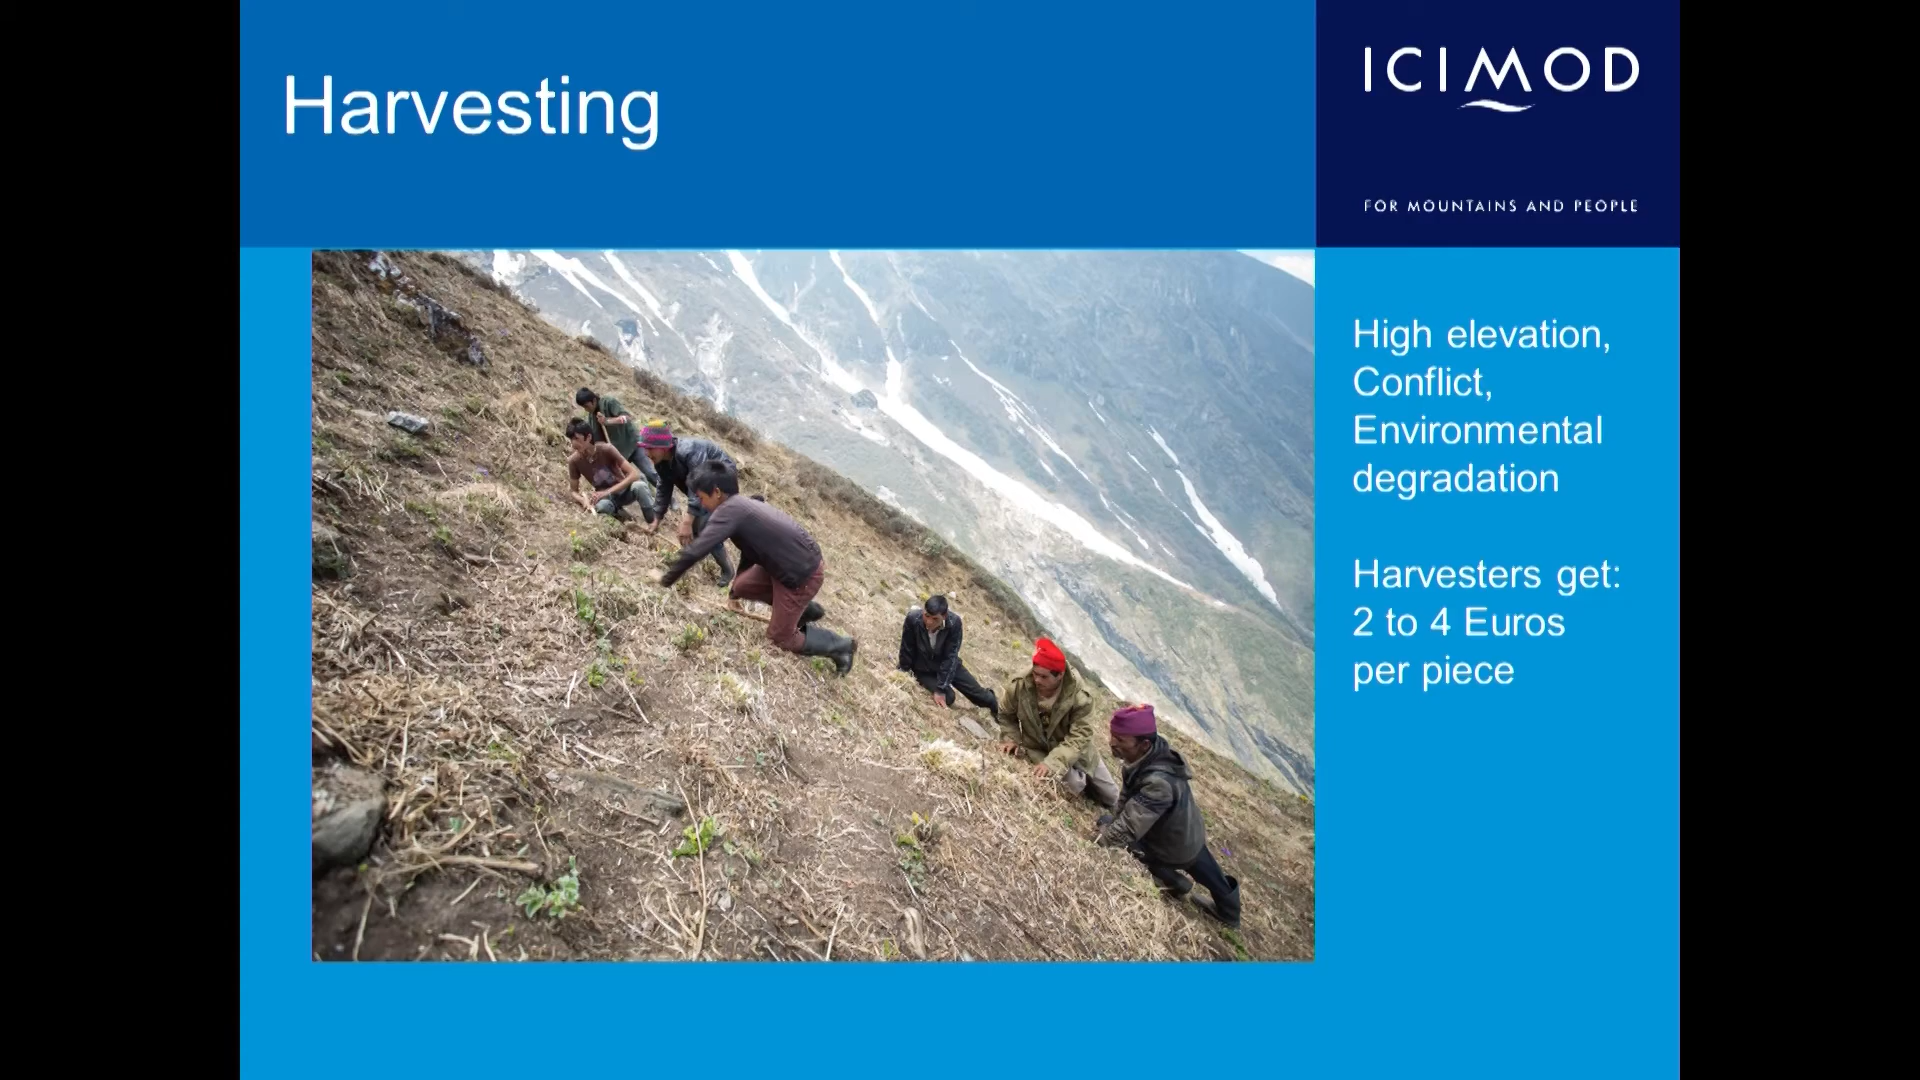 Harvesting
ICIMOD
FOR MOUNTAINS AND PEOPLE
High elevation,
Conflict,
Environmental
degradation
Harvesters get:
2 to 4 Euros
per piece